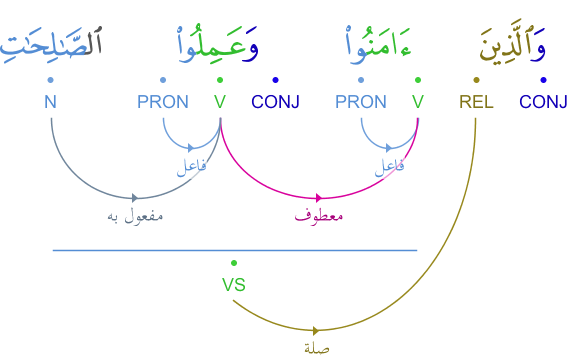 وَٱلَّذِينَ ءَامَنُوا۟ وَعَمِلُوا۟ ٱلصَّـٰلِحَـٰتِ
CONJ REL V PRON CONJ V PRON N
فاعل فاعل
معطوف مفعول به
VS
صلة